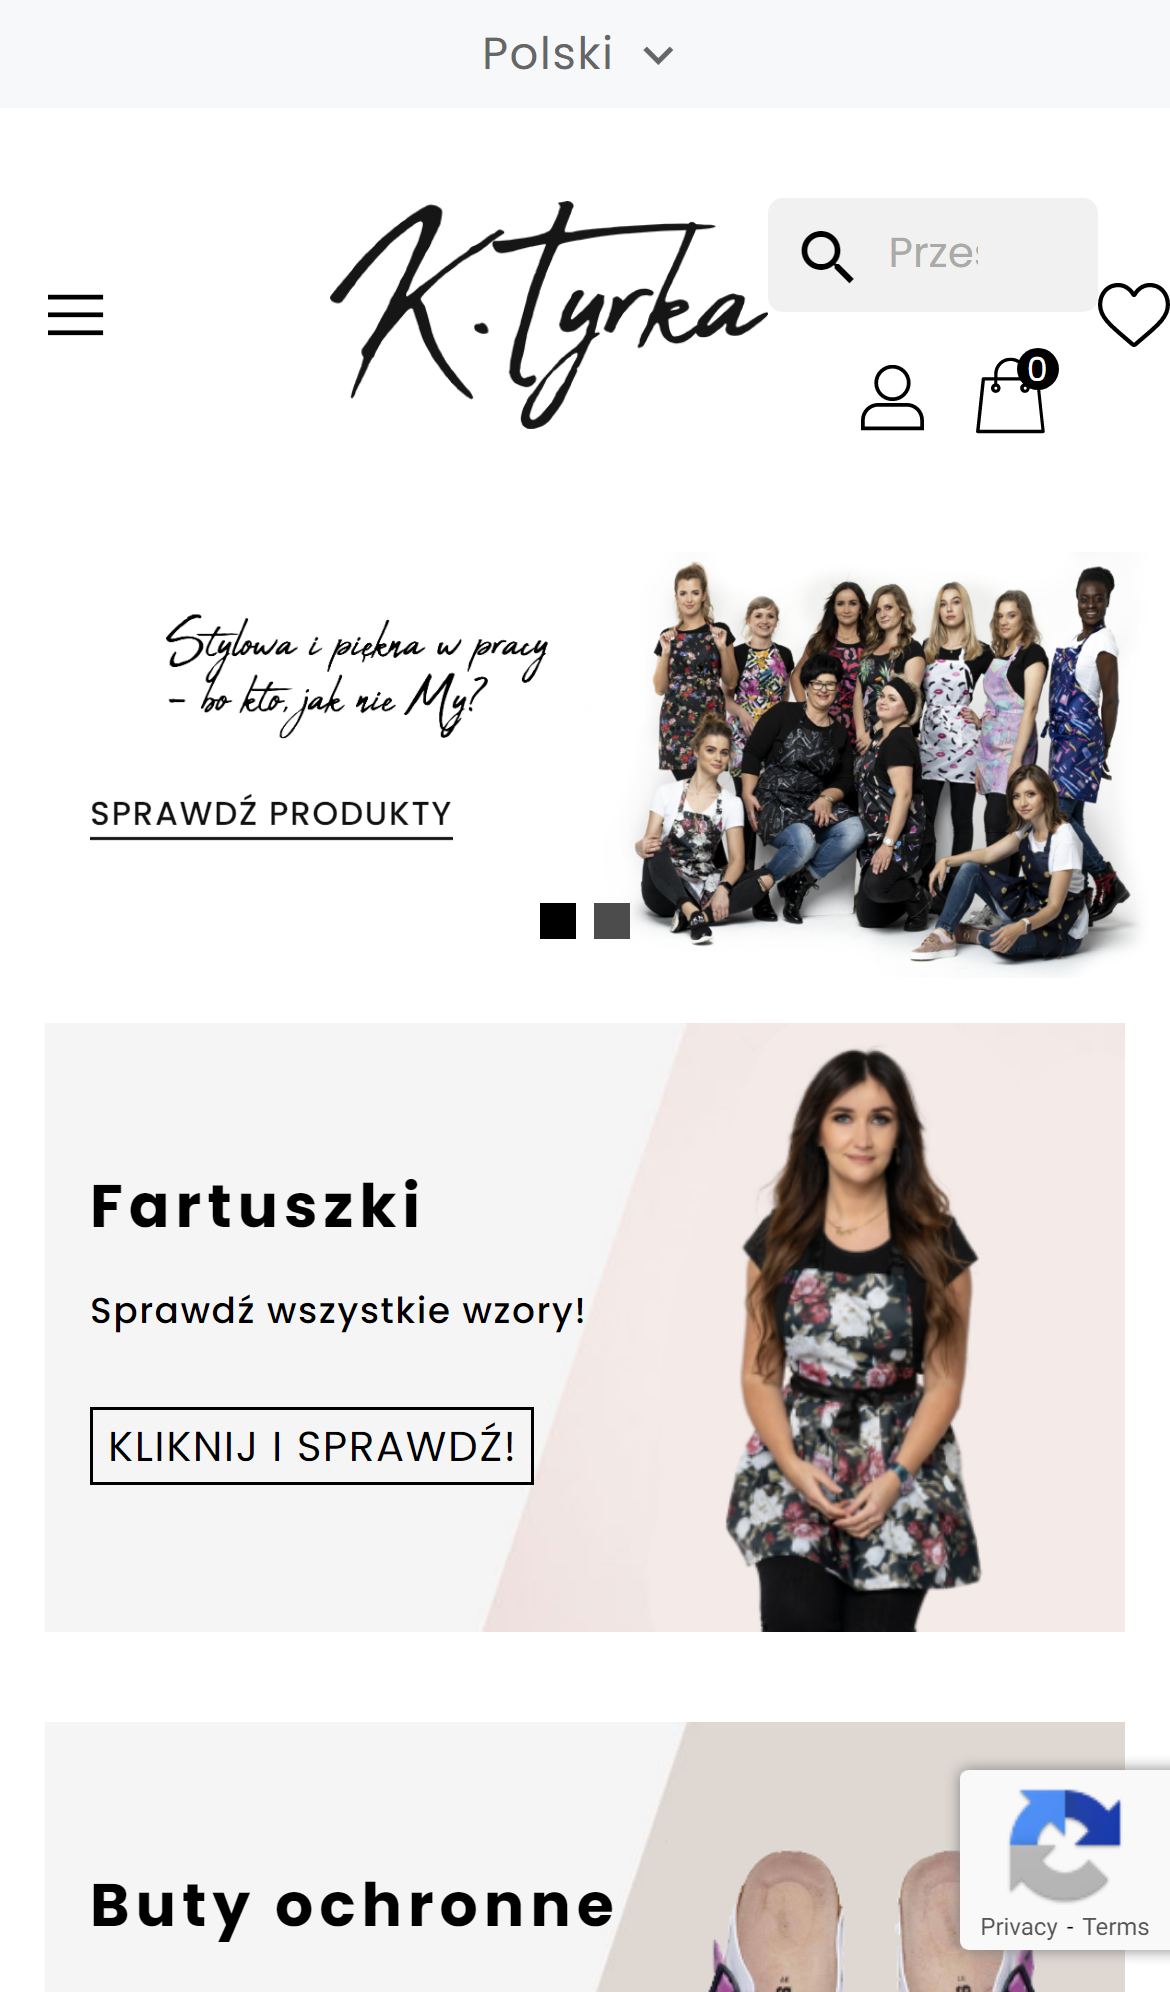 Polski
K.Tyrka
Prze
0
Stylowa i piękna w pracy
– bo kto, jak nie My?
SPRAWDŹ PRODUKTY
Fartuszki
Sprawdź wszystkie wzory!
KLIKNIJ I SPRAWDŹ!
Buty ochronne
Privacy - Terms